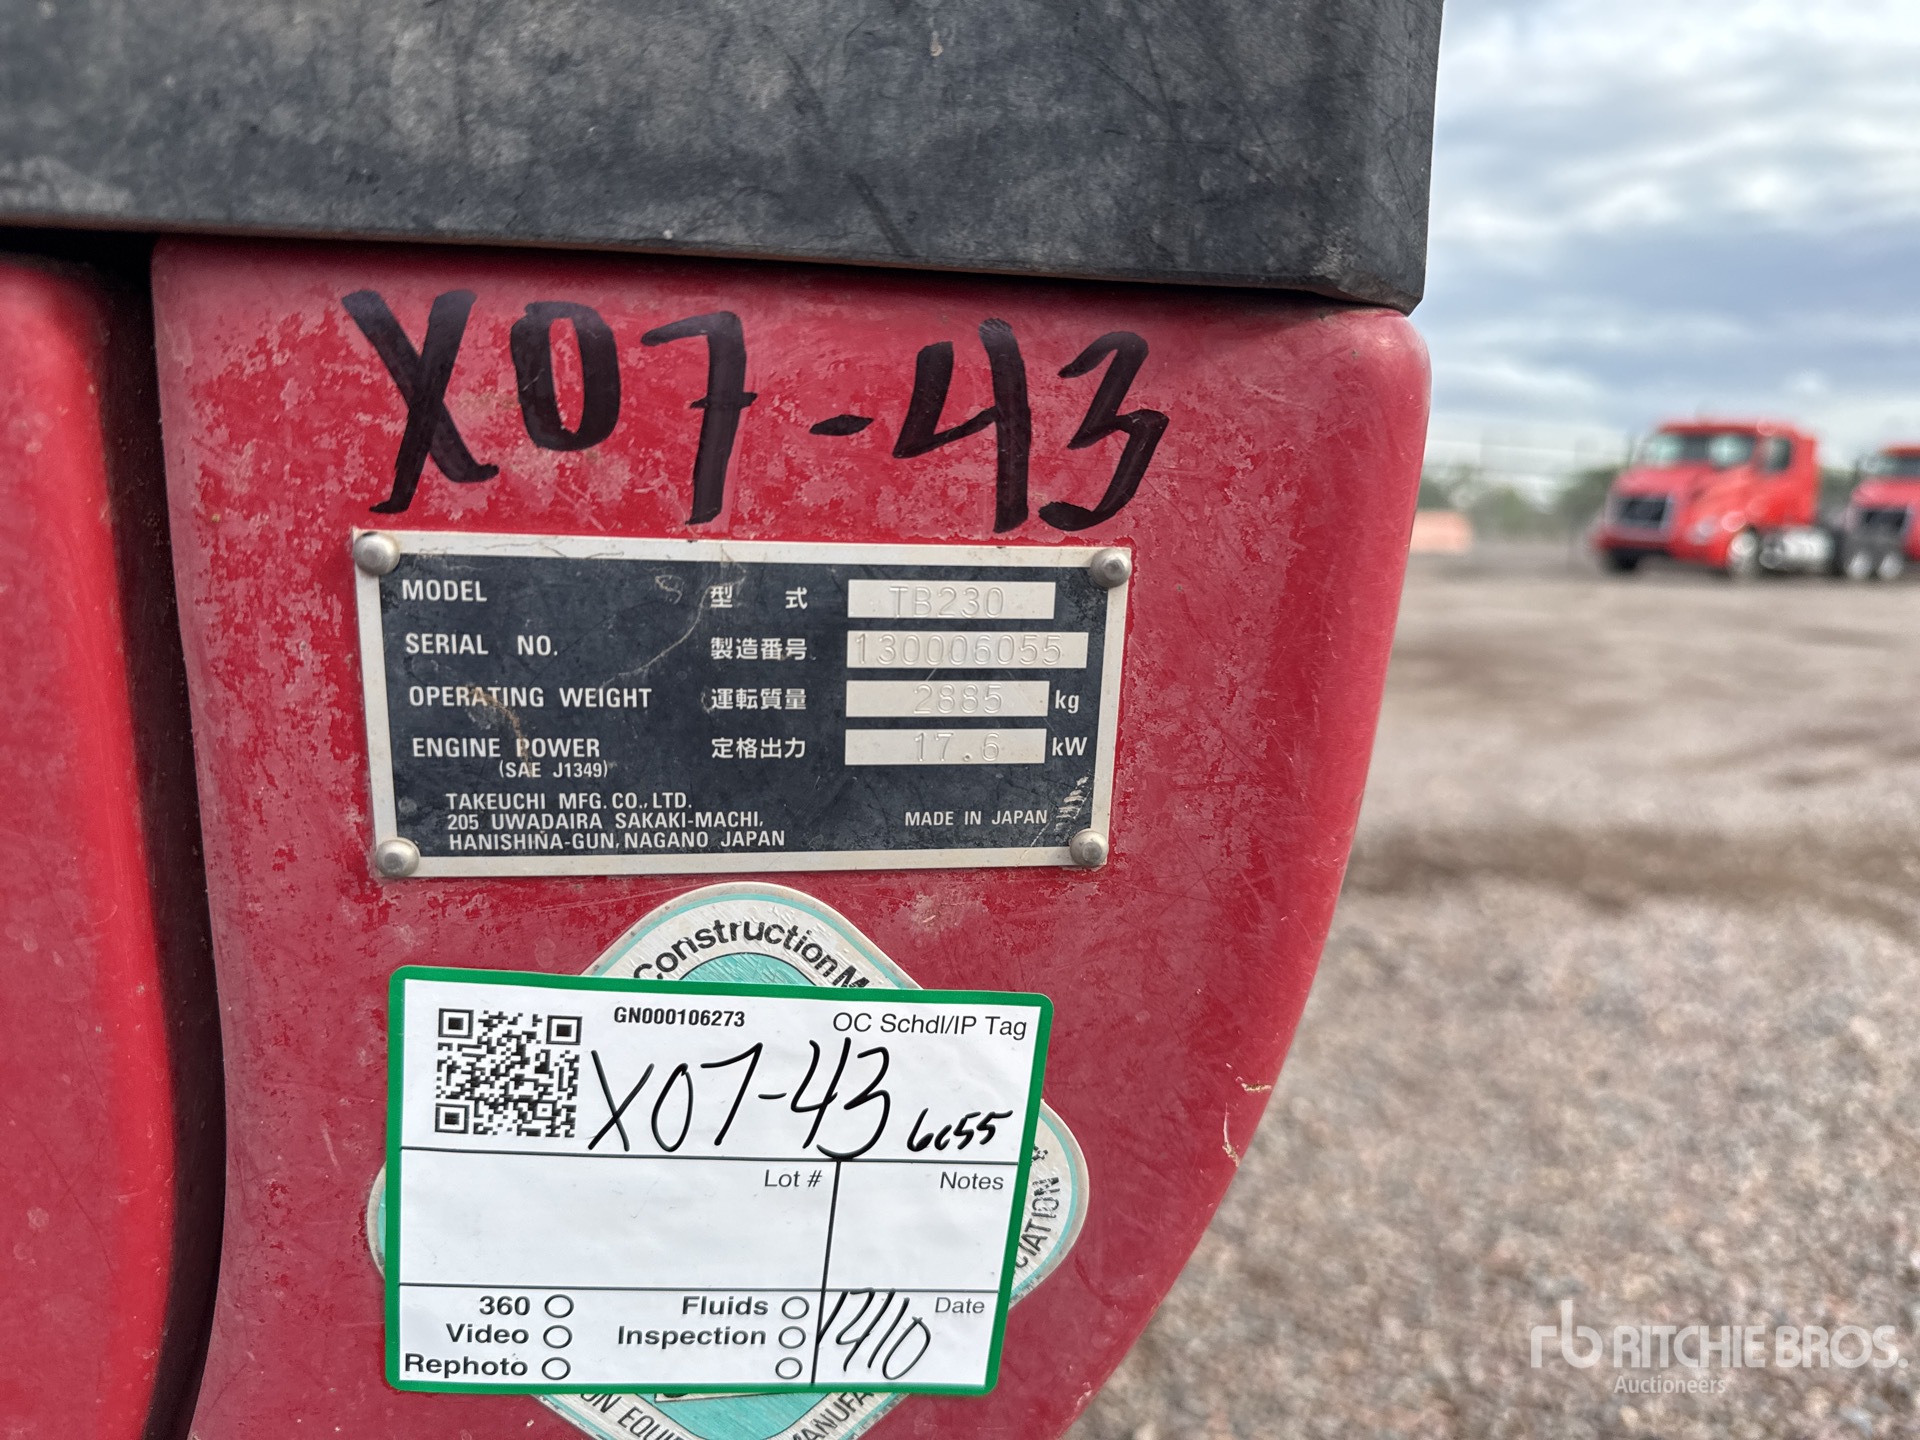 X07-43
MODEL 型 式 TB230
SERIAL NO. 製造番号 130006055
OPERATING WEIGHT 運転質量 2885 kg
ENGINE POWER 定格出力 17.6 kW
(SAE J1349)
TAKEUCHI MFG. CO., LTD.
205 UWADAIRA SAKAKI-MACHI,
HANISHINA-GUN, NAGANO JAPAN
MADE IN JAPAN
Construction
GN000106273 OC Schdl/IP Tag
X07-43 6055
Lot # Notes
360 Fluids Date
Video Inspection 12/10
Rephoto
rb RITCHIE BROS.
Auctioneers